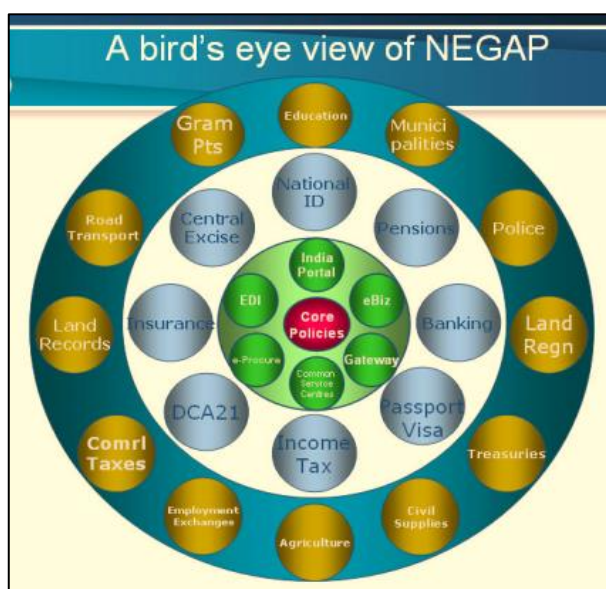 A bird's eye view of NEGAP
Education
Gram
Pts
Munici
palities
National
ID
Road
Transport
Central
Excise
Pensions
Police
India
Portal
EDI
eBiz
Land
Records
Insurance
Core
Policies
Banking
Land
Regn
e-Procure
Gateway
Common
Service
Centres
DCA21
Passport
Visa
Income
Tax
Comrl
Taxes
Treasuries
Employment
Exchanges
Civil
Supplies
Agriculture